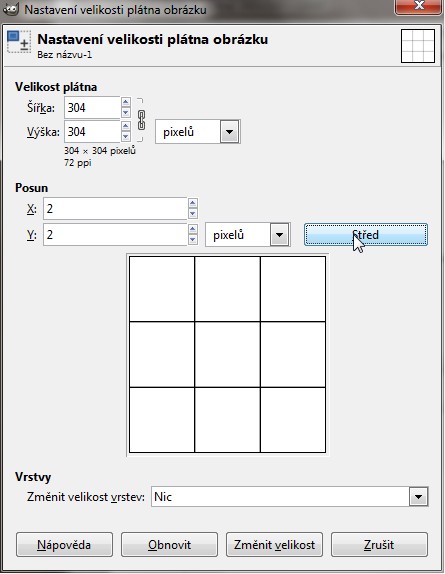 Nastavení velikosti plátna obrázku
Nastavení velikosti plátna obrázku
Bez názvu-1
Velikost plátna
Šířka: 304
Výška: 304 pixelů
304 × 304 pixelů
72 ppi
Posun
X: 2
Y: 2 pixelů Střed
Vrstvy
Změnit velikost vrstev: Nic
Nápověda Obnovit Změnit velikost Zrušit